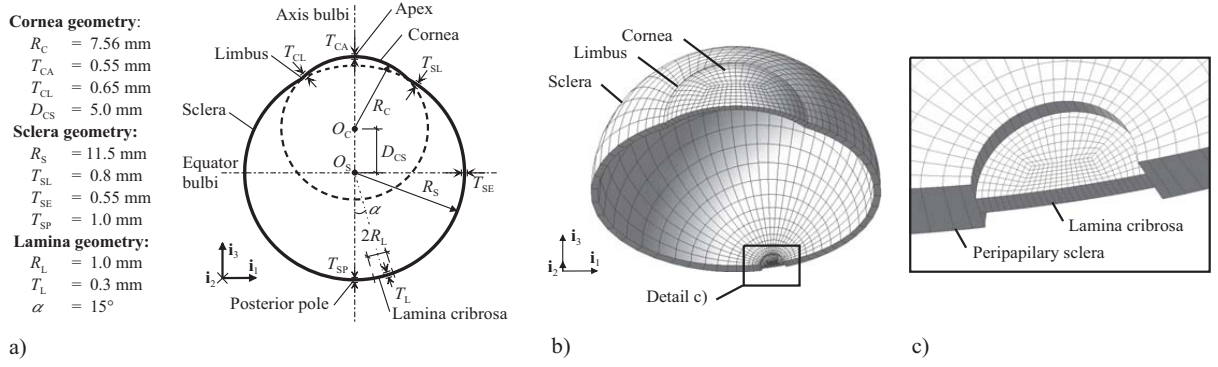 Cornea geometry:
R_C = 7.56 mm
T_CA = 0.55 mm
T_CL = 0.65 mm
D_CS = 5.0 mm
Sclera geometry:
R_S = 11.5 mm
T_SL = 0.8 mm
T_SE = 0.55 mm
T_SP = 1.0 mm
Lamina geometry:
R_L = 1.0 mm
T_L = 0.3 mm
α = 15°
a)
Axis bulbi
Apex
T_CA
Cornea
Limbus
T_CL
T_SL
Sclera
R_C
O_C
D_CS
O_S
Equator
bulbi
R_S
T_SE
α
2R_L
i_3
i_2
i_1
T_SP
T_L
Posterior pole
Lamina cribrosa
b)
Cornea
Limbus
Sclera
i_3
i_2
i_1
Detail c)
c)
Lamina cribrosa
Peripapilary sclera